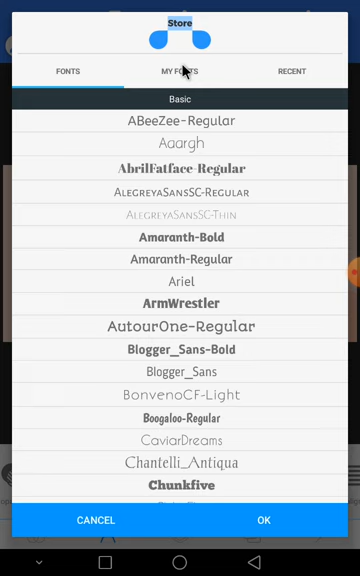 Store
FONTS
MY FONTS
RECENT
Basic
ABeeZee-Regular
Aaargh
AbrilFatface-Regular
AlegreyaSansSC-Regular
AlegreyaSansSC-Thin
Amaranth-Bold
Amaranth-Regular
Ariel
ArmWrestler
AutourOne-Regular
Blogger_Sans-Bold
Blogger_Sans
BonvenoCF-Light
Boogaloo-Regular
CaviarDreams
Chantelli_Antiqua
Chunkfive
CANCEL
OK